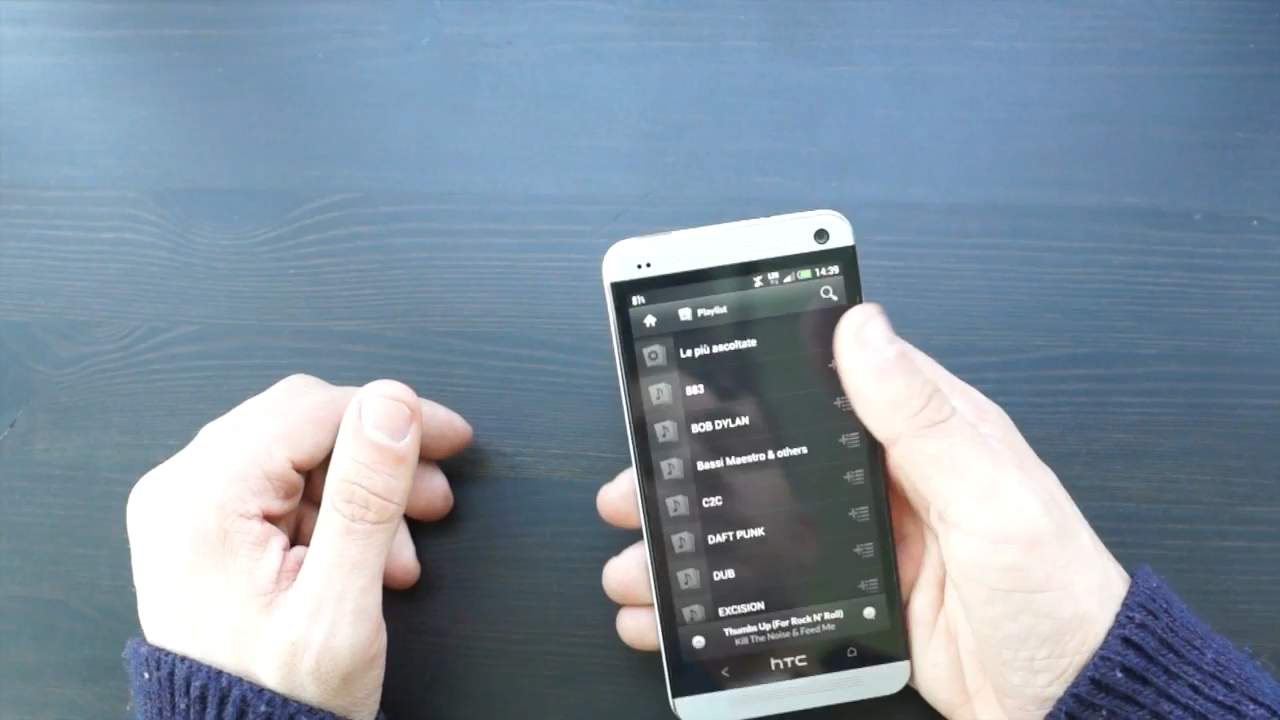 14:39
Playlist
Le più ascoltate
883
BOB DYLAN
Bassi Maestro & others
C2C
DAFT PUNK
DUB
EXCISION
Thumbs Up (For Rock N' Roll)
Kill The Noise & Feed Me
hTC